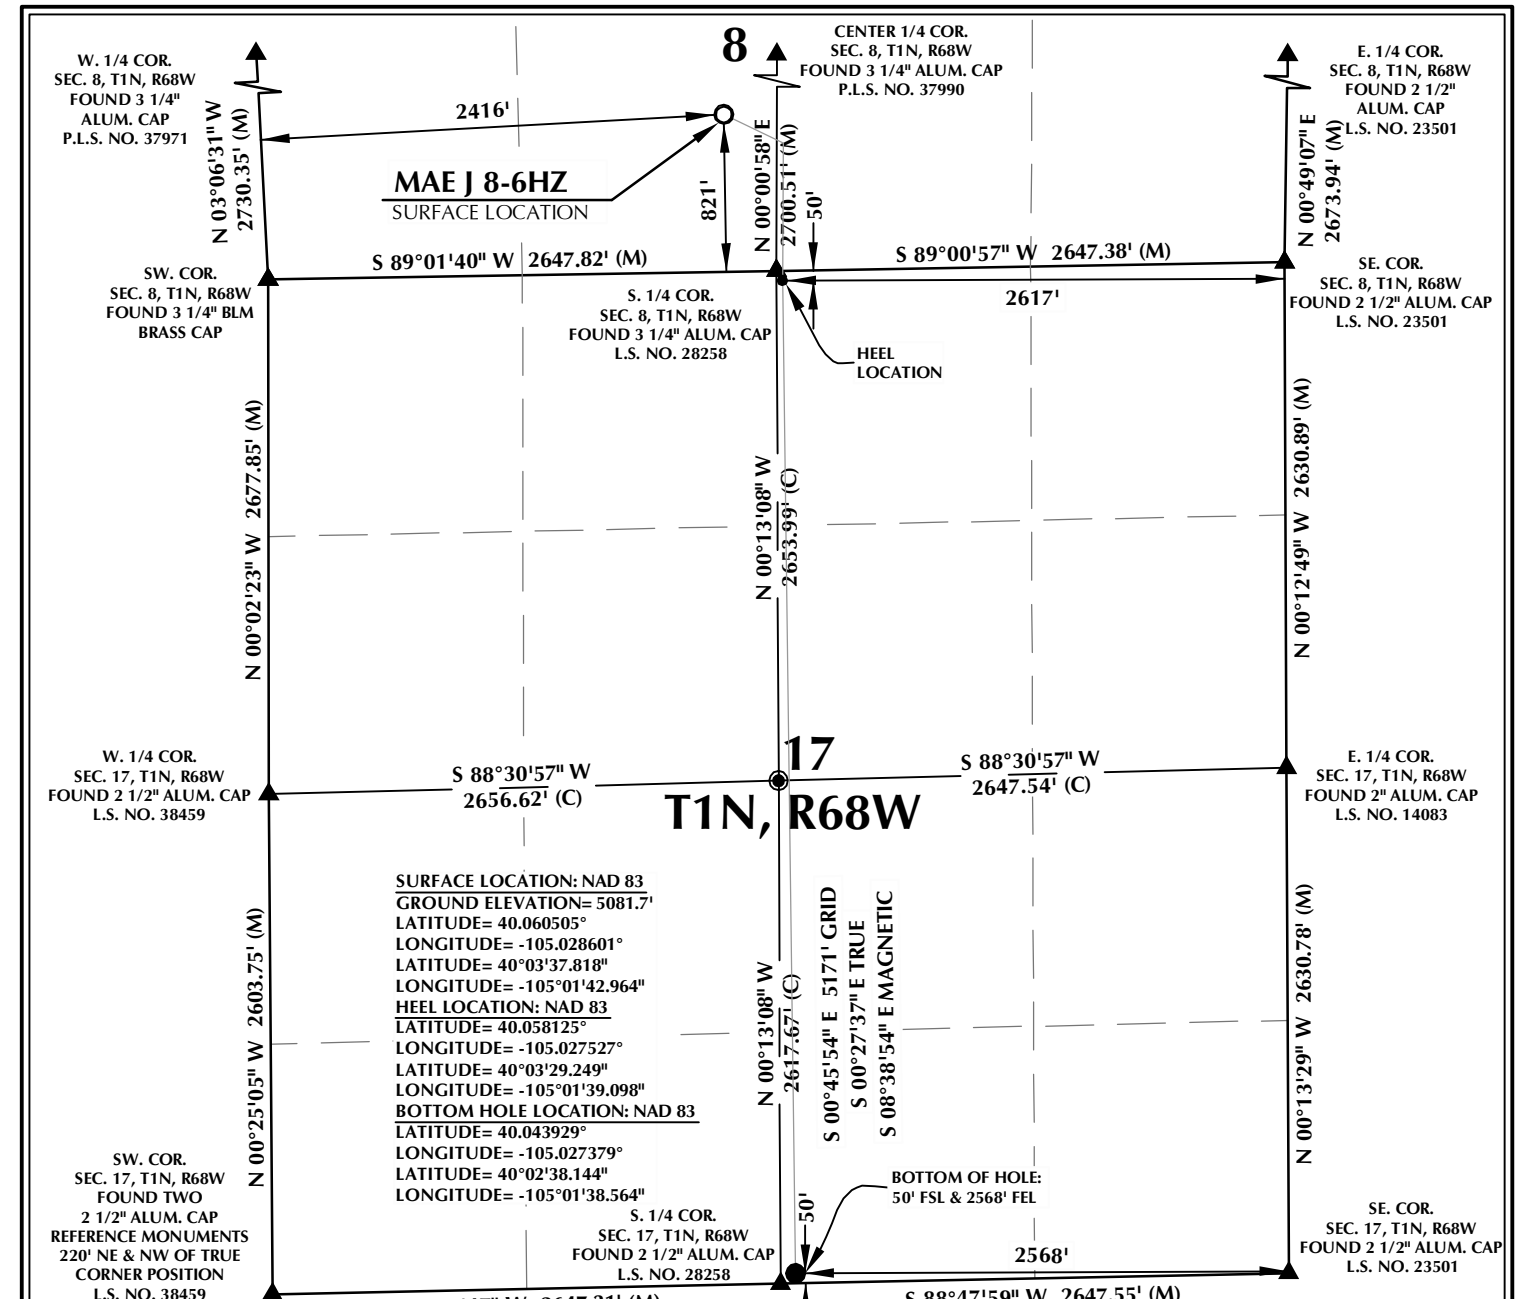 W. 1/4 COR.
SEC. 8, T1N, R68W
FOUND 3 1/4"
ALUM. CAP
P.L.S. NO. 37971
8
CENTER 1/4 COR.
SEC. 8, T1N, R68W
FOUND 3 1/4" ALUM. CAP
P.L.S. NO. 37990
E. 1/4 COR.
SEC. 8, T1N, R68W
FOUND 2 1/2"
ALUM. CAP
L.S. NO. 23501
N 03°06'31" W
2730.35' (M)
2416'
MAE J 8-6HZ
SURFACE LOCATION
821'
N 00°00'58" E
2700.51' (M)
50'
N 00°49'07" E
2673.94' (M)
S 89°01'40" W 2647.82' (M)
S 89°00'57" W 2647.38' (M)
SW. COR.
SEC. 8, T1N, R68W
FOUND 3 1/4" BLM
BRASS CAP
S. 1/4 COR.
SEC. 8, T1N, R68W
FOUND 3 1/4" ALUM. CAP
L.S. NO. 28258
2617'
SE. COR.
SEC. 8, T1N, R68W
FOUND 2 1/2" ALUM. CAP
L.S. NO. 23501
HEEL
LOCATION
N 00°02'23" W 2677.85' (M)
N 00°13'08" W
2653.99' (C)
N 00°12'49" W 2630.89' (M)
W. 1/4 COR.
SEC. 17, T1N, R68W
FOUND 2 1/2" ALUM. CAP
L.S. NO. 38459
S 88°30'57" W
2656.62' (C)
17
T1N, R68W
S 88°30'57" W
2647.54' (C)
E. 1/4 COR.
SEC. 17, T1N, R68W
FOUND 2" ALUM. CAP
L.S. NO. 14083
SURFACE LOCATION: NAD 83
GROUND ELEVATION= 5081.7'
LATITUDE= 40.060505°
LONGITUDE= -105.028601°
LATITUDE= 40°03'37.818"
LONGITUDE= -105°01'42.964"
HEEL LOCATION: NAD 83
LATITUDE= 40.058125°
LONGITUDE= -105.027527°
LATITUDE= 40°03'29.249"
LONGITUDE= -105°01'39.098"
BOTTOM HOLE LOCATION: NAD 83
LATITUDE= 40.043929°
LONGITUDE= -105.027379°
LATITUDE= 40°02'38.144"
LONGITUDE= -105°01'38.564"
N 00°25'05" W 2603.75' (M)
N 00°13'08" W
2617.67' (C)
S 00°45'54" E 5171' GRID
S 00°27'37" E TRUE
S 08°38'54" E MAGNETIC
N 00°13'29" W 2630.78' (M)
SW. COR.
SEC. 17, T1N, R68W
FOUND TWO
2 1/2" ALUM. CAP
REFERENCE MONUMENTS
220' NE & NW OF TRUE
CORNER POSITION
L.S. NO. 38459
S. 1/4 COR.
SEC. 17, T1N, R68W
FOUND 2 1/2" ALUM. CAP
L.S. NO. 28258
50'
BOTTOM OF HOLE:
50' FSL & 2568' FEL
2568'
SE. COR.
SEC. 17, T1N, R68W
FOUND 2 1/2" ALUM. CAP
L.S. NO. 23501
S 88°47'59" W 2647.55' (M)